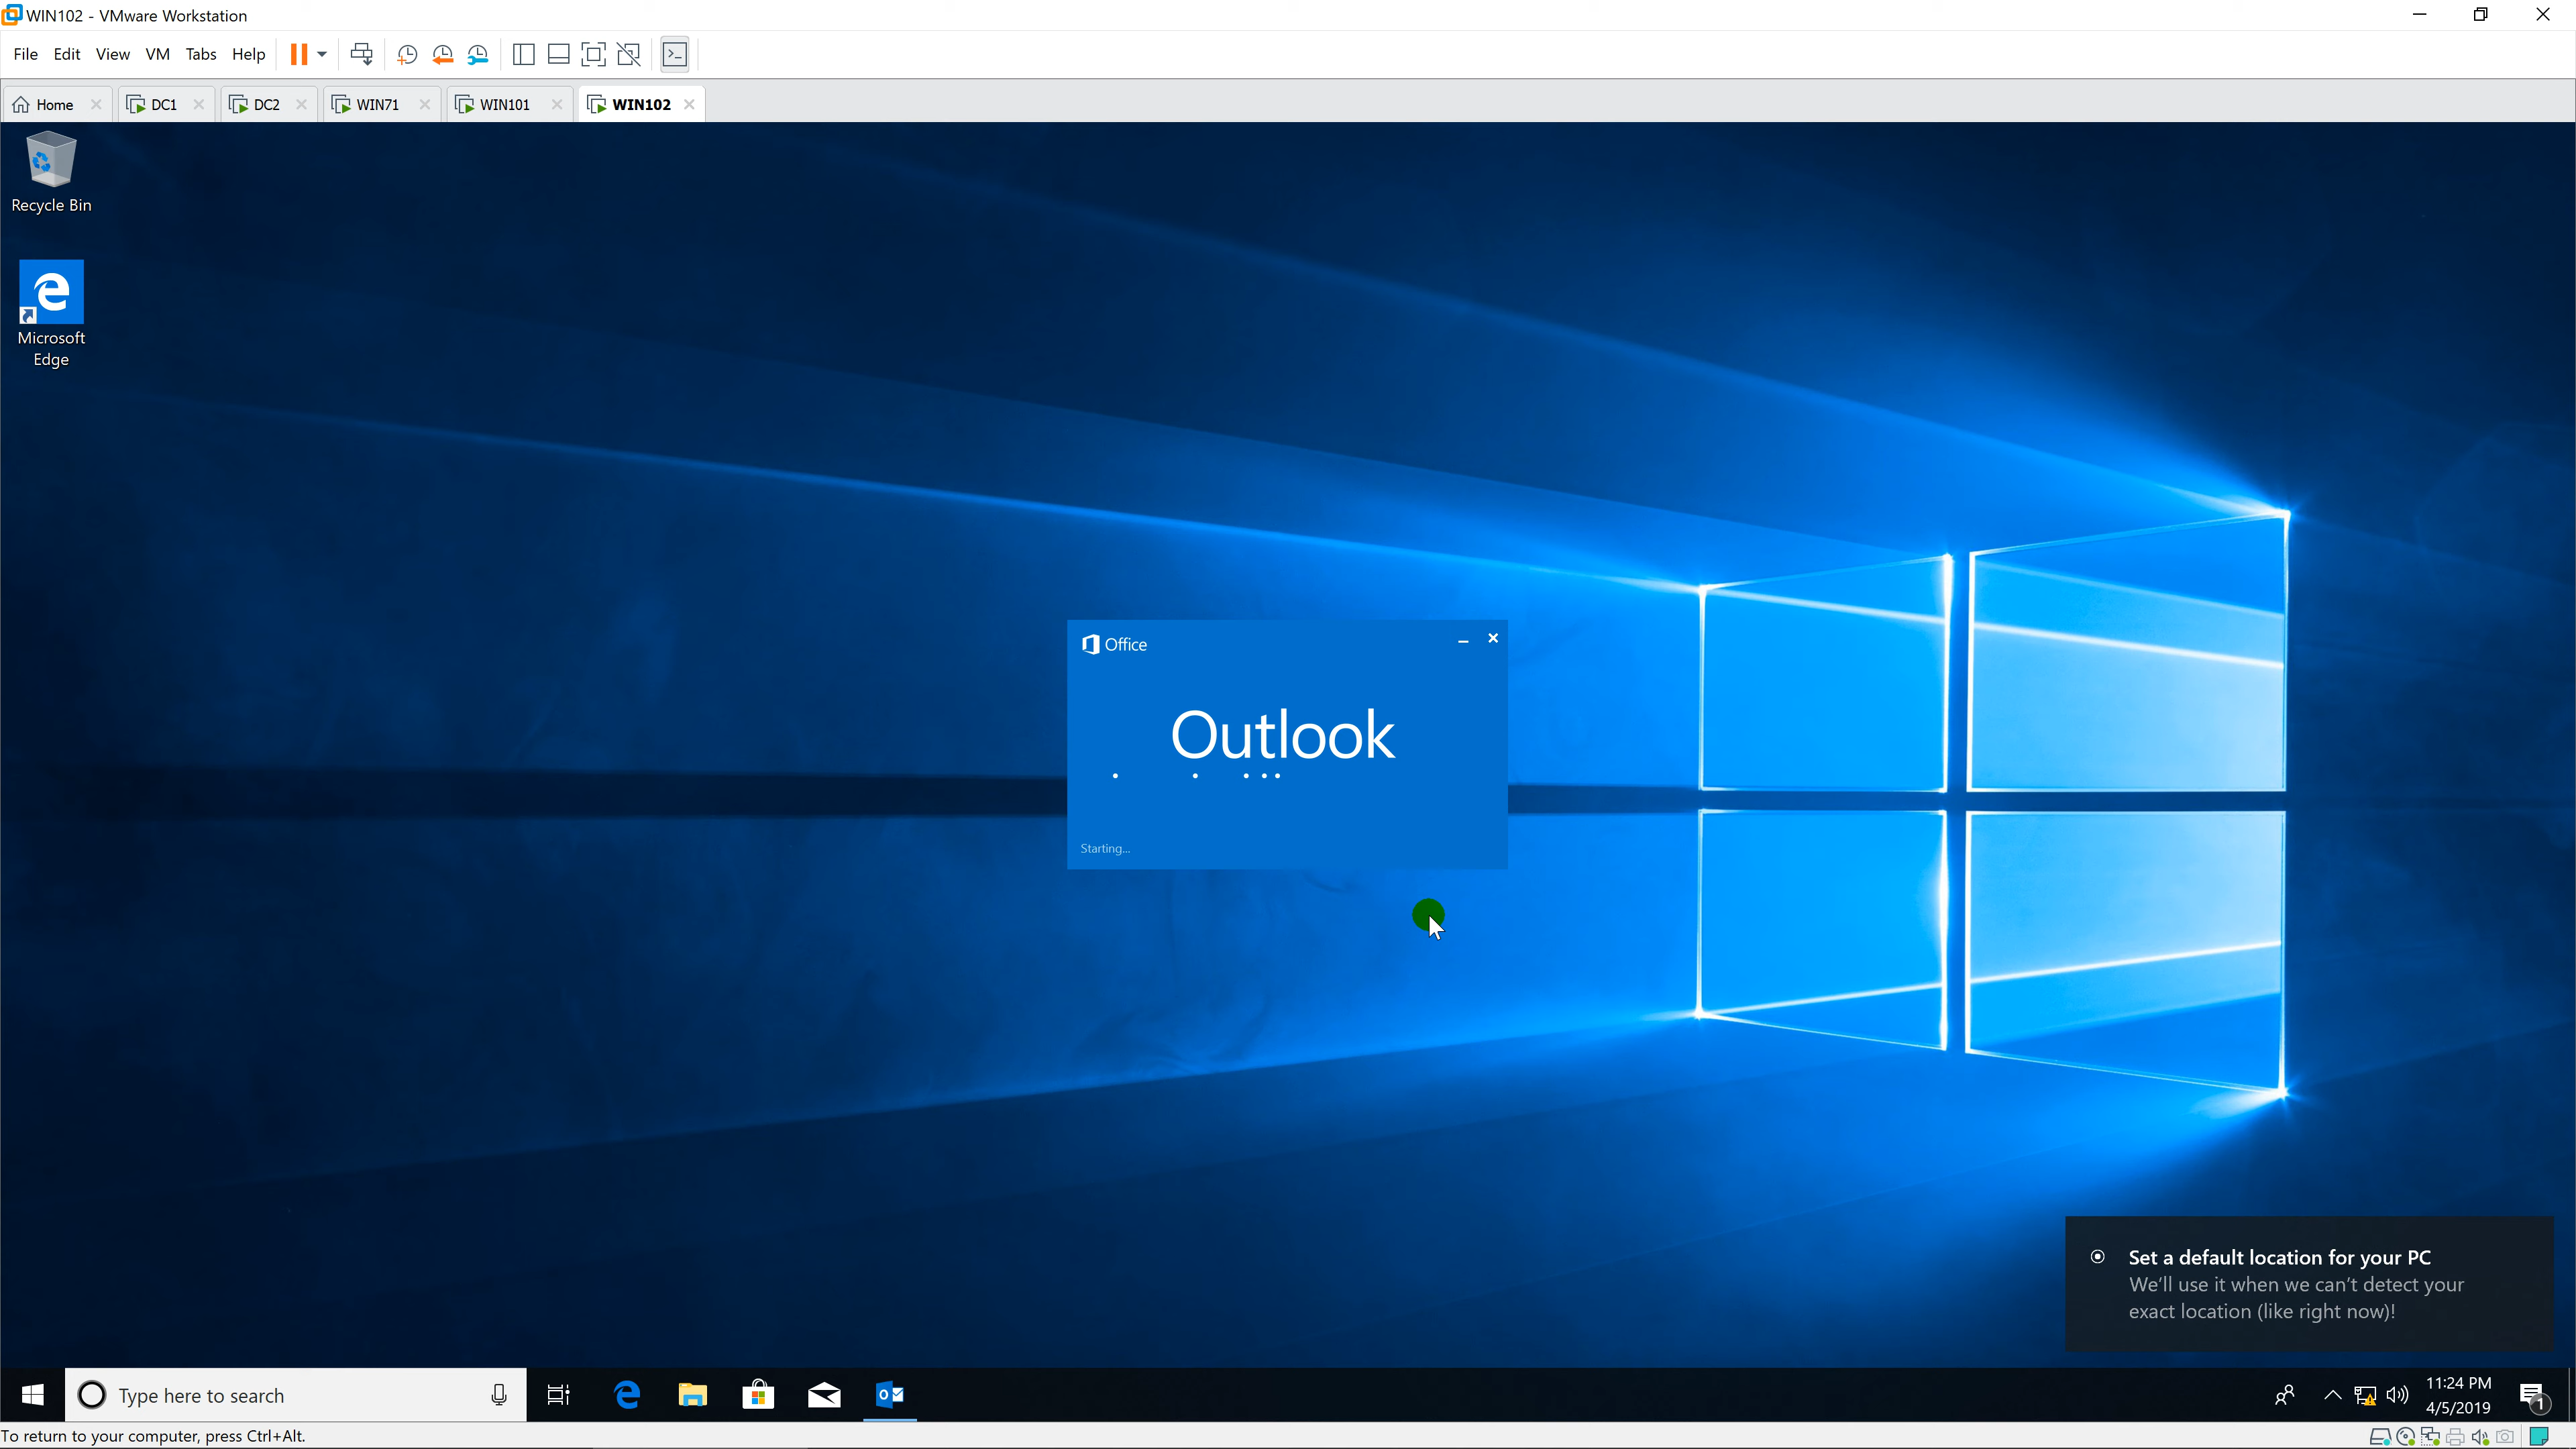 WIN102 - VMware Workstation
File Edit View VM Tabs Help
Home DC1 DC2 WIN71 WIN101 WIN102
Recycle Bin
Microsoft
Edge
Office
Outlook
Starting...
Set a default location for your PC
We'll use it when we can't detect your
exact location (like right now)!
Type here to search
11:24 PM
4/5/2019
1
To return to your computer, press Ctrl+Alt.